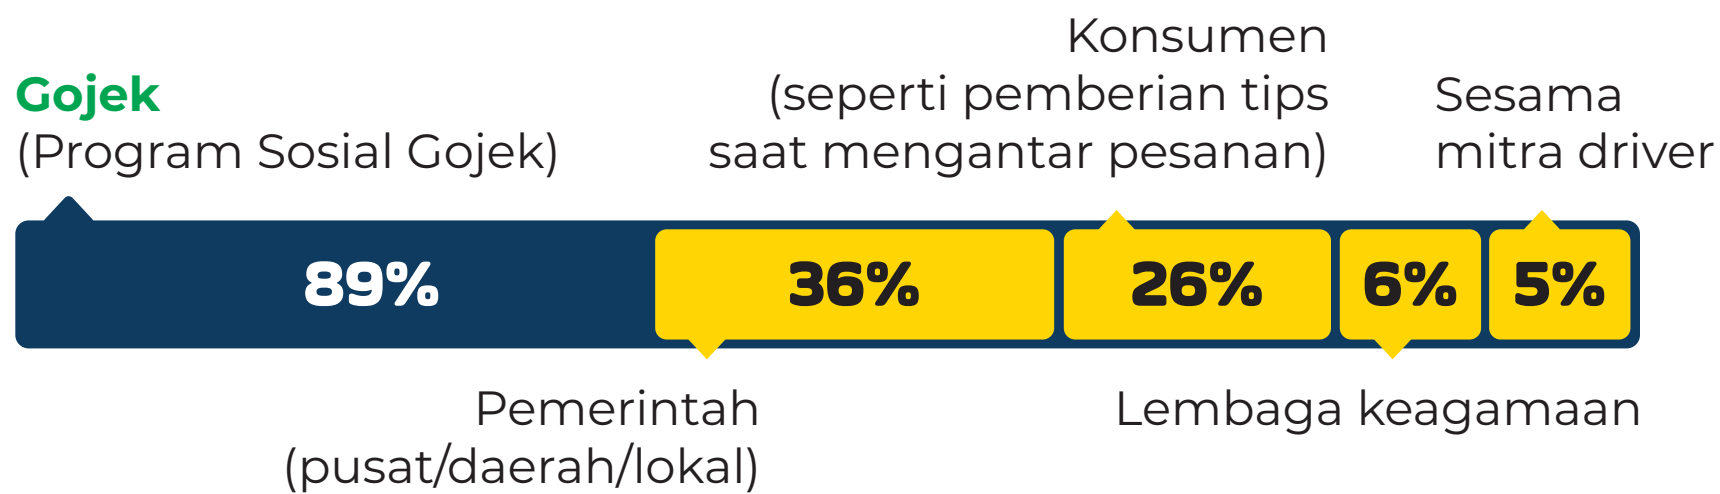 Gojek
(Program Sosial Gojek)
Konsumen
(seperti pemberian tips
saat mengantar pesanan)
Sesama
mitra driver
89%
36%
26%
6%
5%
Pemerintah
(pusat/daerah/lokal)
Lembaga keagamaan